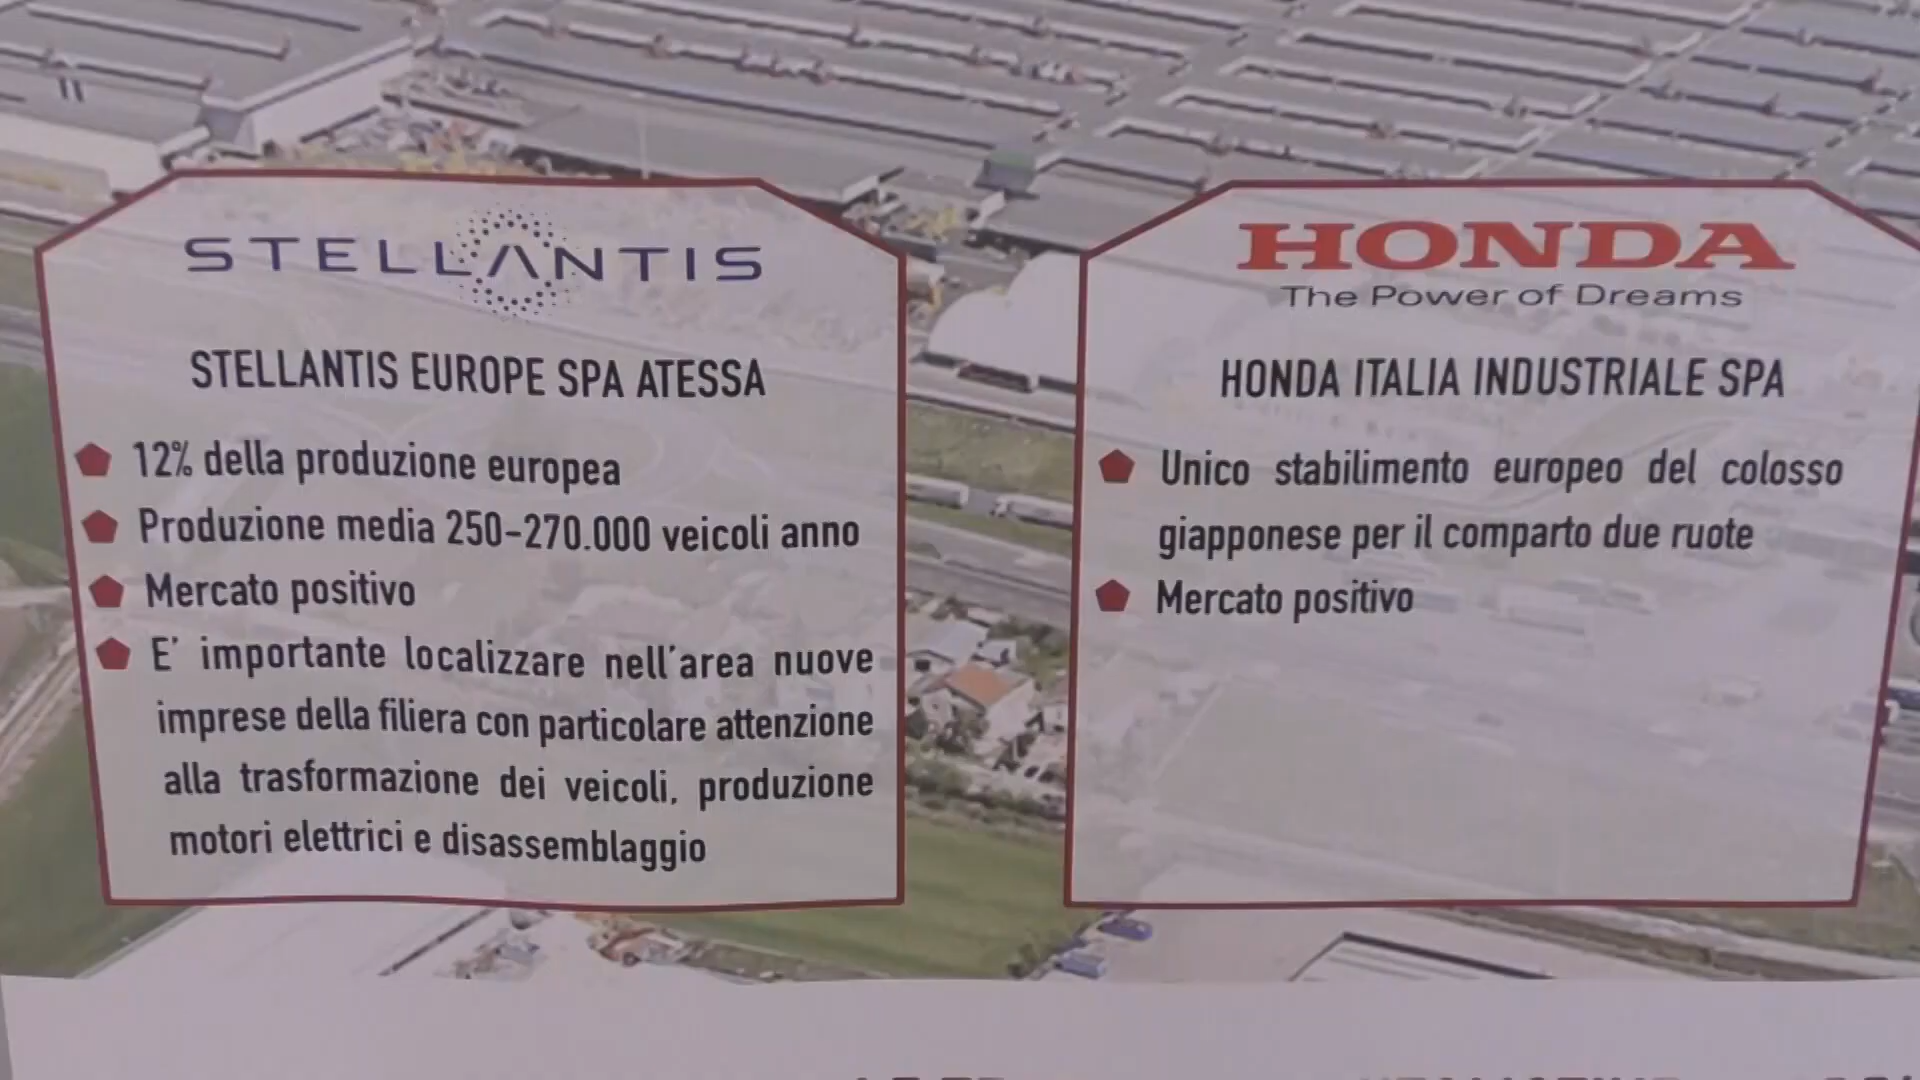 STELLANTIS
STELLANTIS EUROPE SPA ATESSA
12% della produzione europea
Produzione media 250-270.000 veicoli anno
Mercato positivo
E' importante localizzare nell'area nuove
imprese della filiera con particolare attenzione
alla trasformazione dei veicoli, produzione
motori elettrici e disassemblaggio
HONDA
The Power of Dreams
HONDA ITALIA INDUSTRIALE SPA
Unico stabilimento europeo del colosso
giapponese per il comparto due ruote
Mercato positivo